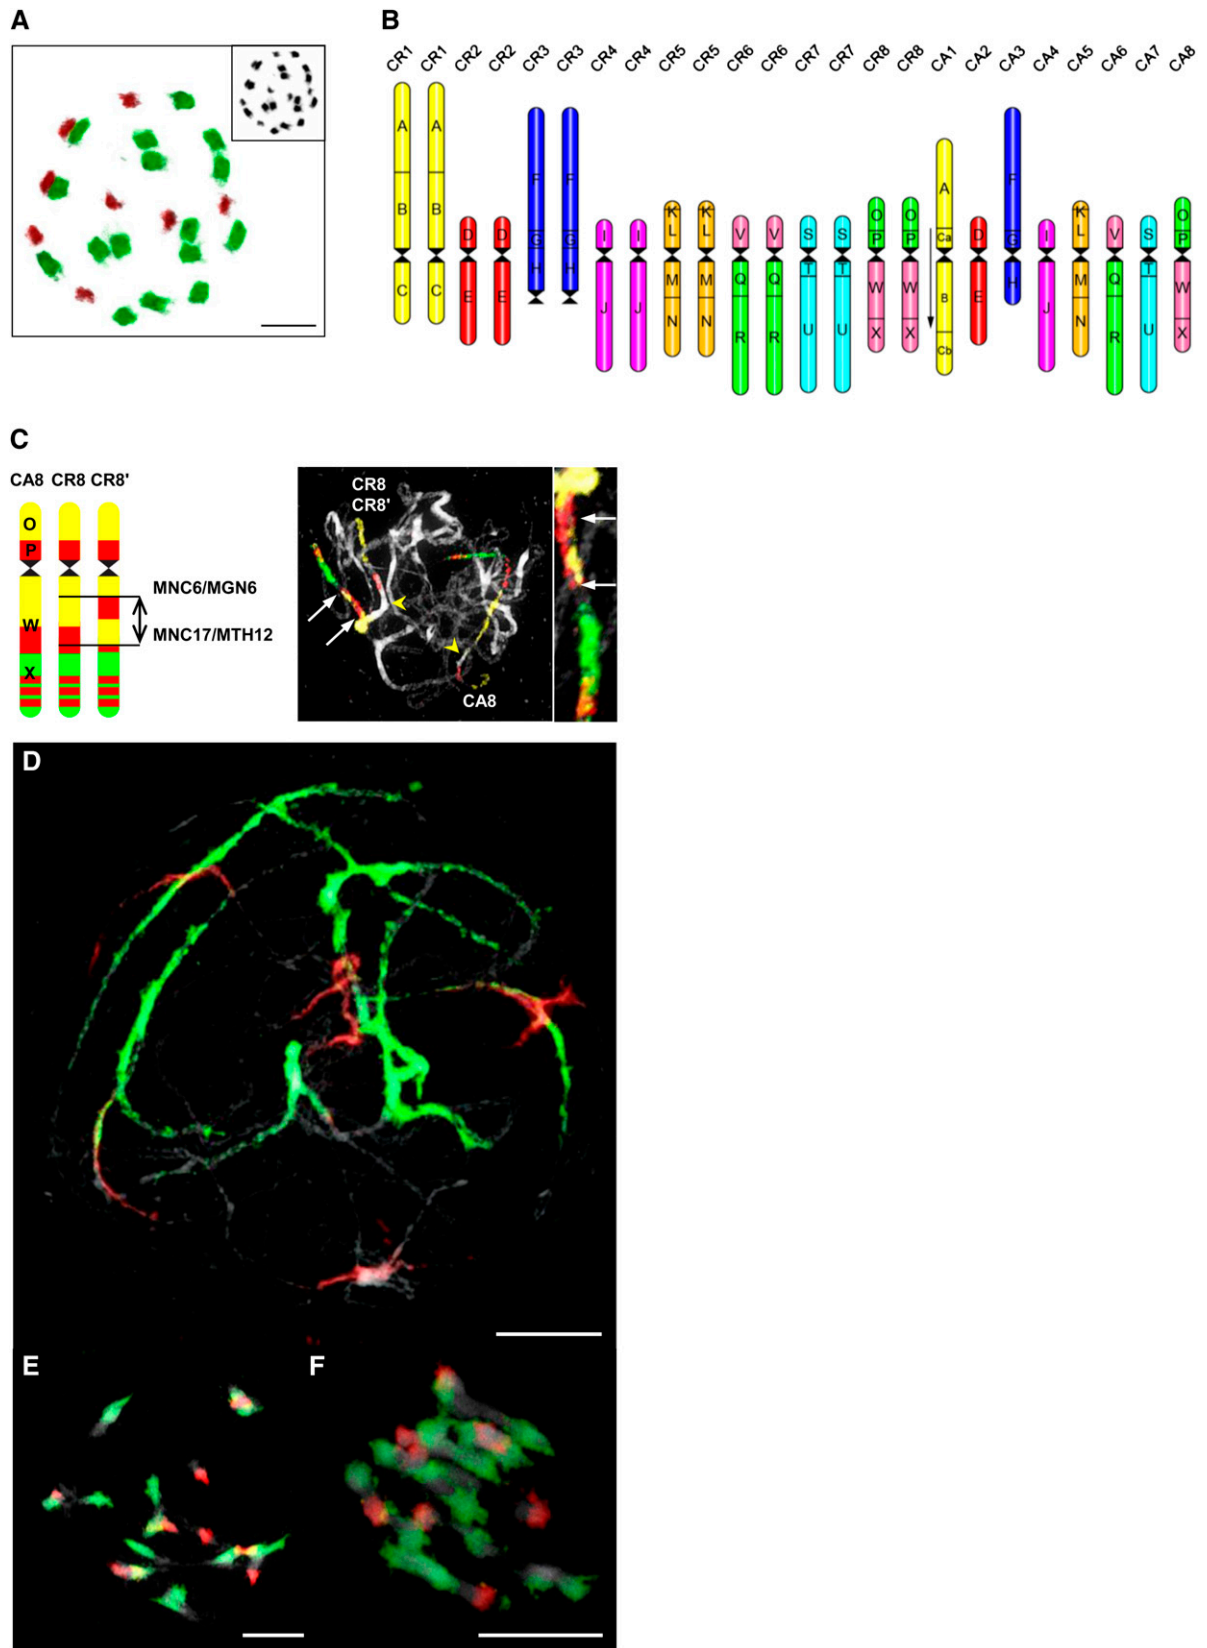 A
B
CR1 CR1 CR2 CR2 CR3 CR3 CR4 CR4 CR5 CR5 CR6 CR6 CR7 CR7 CR8 CR8 CA1 CA2 CA3 CA4 CA5 CA6 CA7 CA8
A A F F A F
K K O O K O
B B D D G G I I L L V V S S P P Ca D G I L V S P
C C E E H H J J M M Q Q T T W W B E H J M Q T W
N N R R U U X X Cb N R U X
C
CA8 CR8 CR8'
O
P
W
X
MNC6/MGN6
MNC17/MTH12
CR8
CR8'
CA8
D
E
F